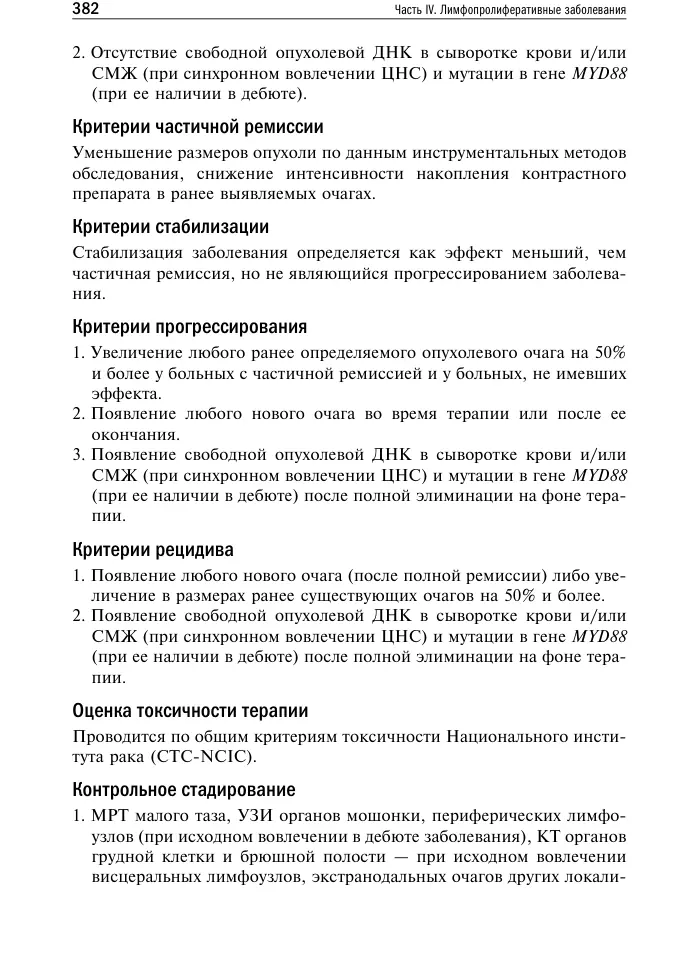 382
Часть IV. Лимфопролиферативные заболевания
2. Отсутствие свободной опухолевой ДНК в сыворотке крови и/или
СМЖ (при синхронном вовлечении ЦНС) и мутации в гене MYD88
(при ее наличии в дебюте).
Критерии частичной ремиссии
Уменьшение размеров опухоли по данным инструментальных методов
обследования, снижение интенсивности накопления контрастного
препарата в ранее выявляемых очагах.
Критерии стабилизации
Стабилизация заболевания определяется как эффект меньший, чем
частичная ремиссия, но не являющийся прогрессированием заболева-
ния.
Критерии прогрессирования
1. Увеличение любого ранее определяемого опухолевого очага на 50%
и более у больных с частичной ремиссией и у больных, не имевших
эффекта.
2. Появление любого нового очага во время терапии или после ее
окончания.
3. Появление свободной опухолевой ДНК в сыворотке крови и/или
СМЖ (при синхронном вовлечении ЦНС) и мутации в гене MYD88
(при ее наличии в дебюте) после полной элиминации на фоне тера-
пии.
Критерии рецидива
1. Появление любого нового очага (после полной ремиссии) либо уве-
личение в размерах ранее существующих очагов на 50% и более.
2. Появление свободной опухолевой ДНК в сыворотке крови и/или
СМЖ (при синхронном вовлечении ЦНС) и мутации в гене MYD88
(при ее наличии в дебюте) после полной элиминации на фоне тера-
пии.
Оценка токсичности терапии
Проводится по общим критериям токсичности Национального инсти-
тута рака (CTC-NCIC).
Контрольное стадирование
1. МРТ малого таза, УЗИ органов мошонки, периферических лимфо-
узлов (при исходном вовлечении в дебюте заболевания), КТ органов
грудной клетки и брюшной полости — при исходном вовлечении
висцеральных лимфоузлов, экстранодальных очагов других локали-